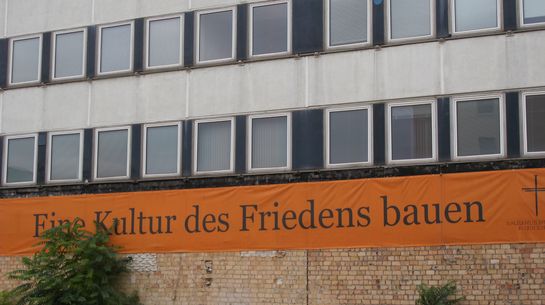 Eine Kultur des Friedens bauen